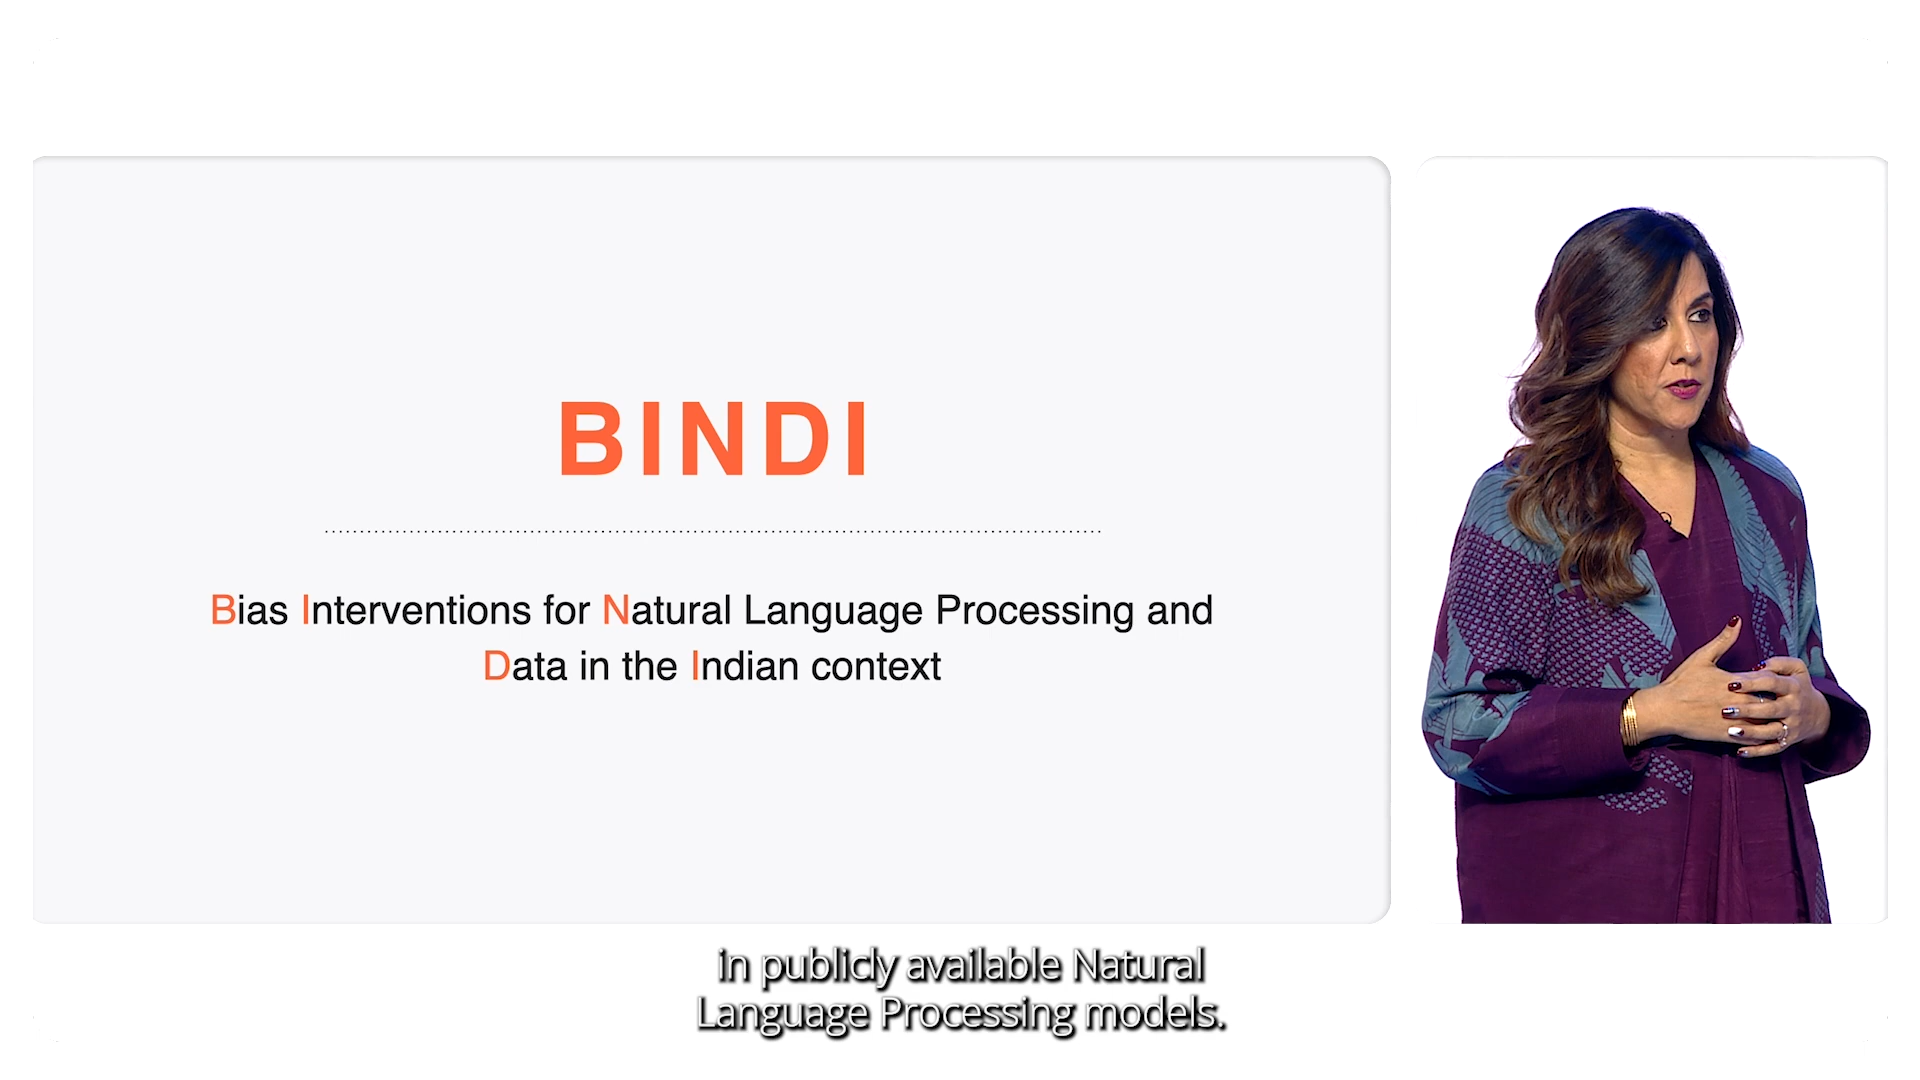 BINDI
Bias Interventions for Natural Language Processing and
Data in the Indian context
in publicly available Natural
Language Processing models.